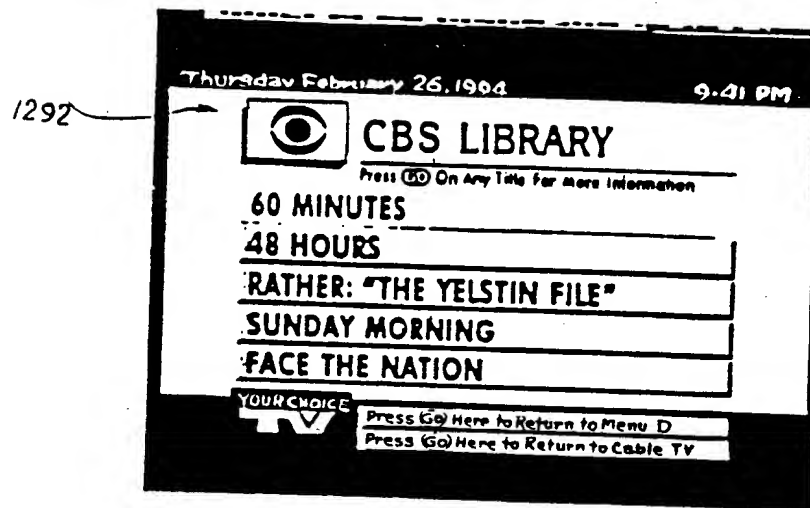 Thursday February 26, 1994
9:41 PM
1292
CBS LIBRARY
Press GO On Any Title For More Information
60 MINUTES
48 HOURS
RATHER: "THE YELSTIN FILE"
SUNDAY MORNING
FACE THE NATION
YOUR CHOICE
TV
Press Go Here to Return to Menu D
Press Go Here to Return to Cable TV